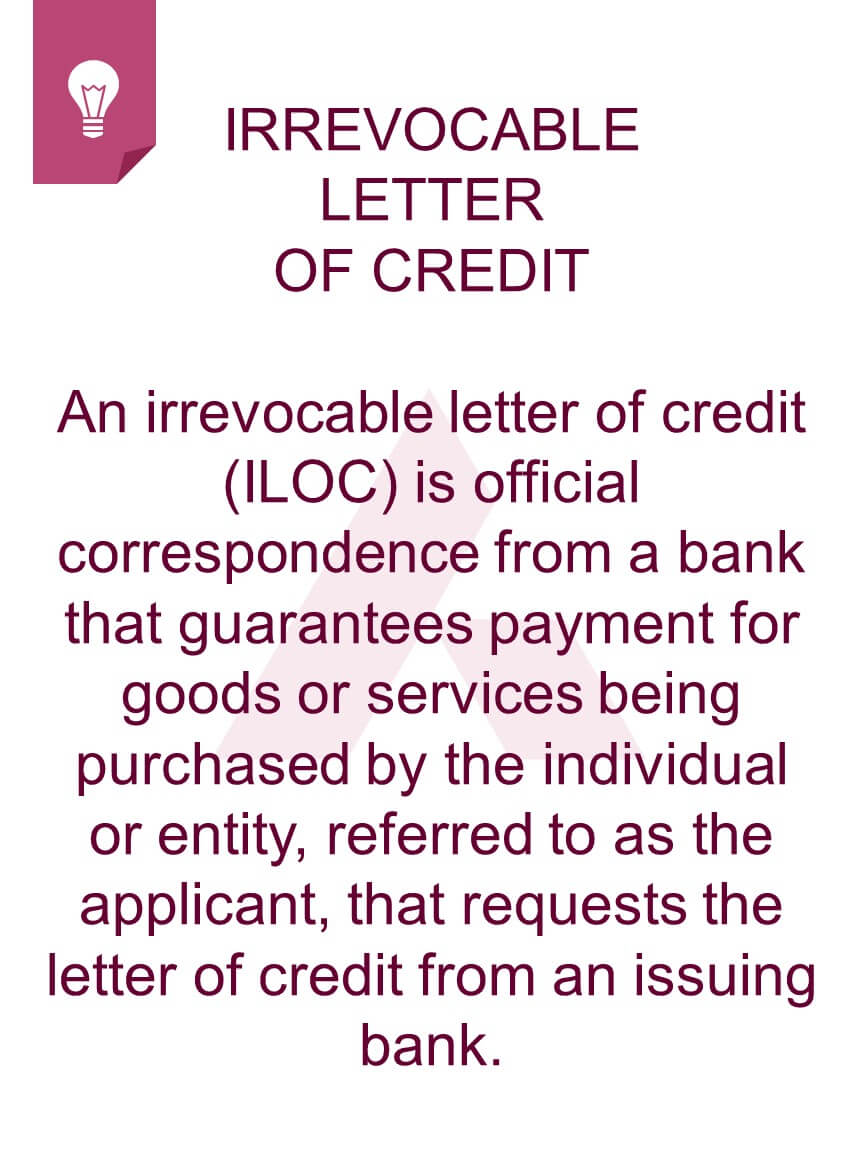 IRREVOCABLE
LETTER
OF CREDIT
An irrevocable letter of credit
(ILOC) is official
correspondence from a bank
that guarantees payment for
goods or services being
purchased by the individual
or entity, referred to as the
applicant, that requests the
letter of credit from an issuing
bank.